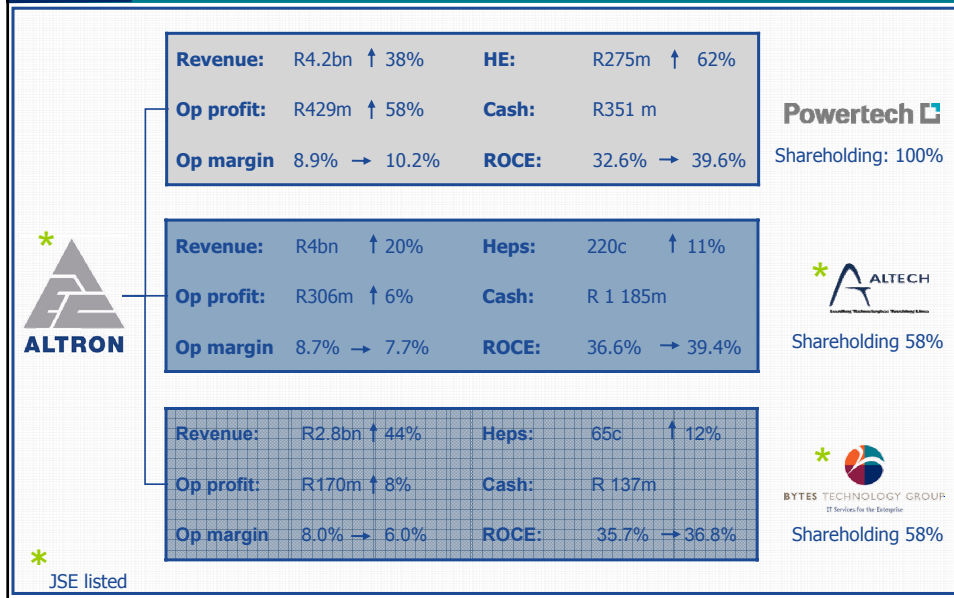 Revenue: R4.2bn ↑ 38% HE: R275m ↑ 62%
Op profit: R429m ↑ 58% Cash: R351 m
Op margin 8.9% → 10.2% ROCE: 32.6% → 39.6%
Powertech
Shareholding: 100%
*
ALTRON
Revenue: R4bn ↑ 20% Heps: 220c ↑ 11%
Op profit: R306m ↑ 6% Cash: R 1 185m
Op margin 8.7% → 7.7% ROCE: 36.6% → 39.4%
*
ALTECH
Shareholding 58%
Revenue: R2.8bn ↑ 44% Heps: 65c ↑ 12%
Op profit: R170m ↑ 8% Cash: R 137m
Op margin 8.0% → 6.0% ROCE: 35.7% → 36.8%
*
BYTES TECHNOLOGY GROUP
IT Services for the Enterprise
Shareholding 58%
*
JSE listed